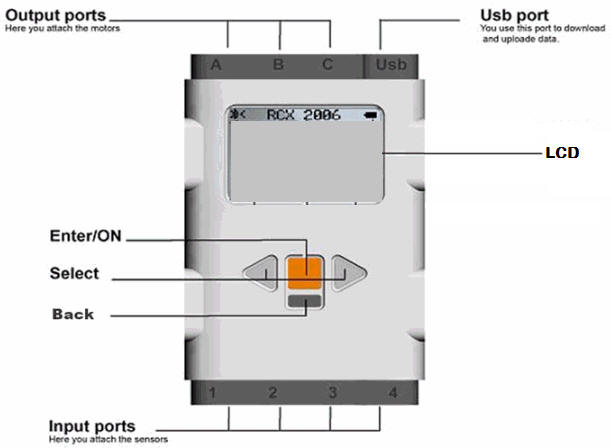 Output ports
Here you attach the motors
Usb port
You use this port to download
and uploade data.
A B C Usb
RCX 2006
LCD
Enter/ON
Select
Back
1 2 3 4
Input ports
Here you attach the sensors